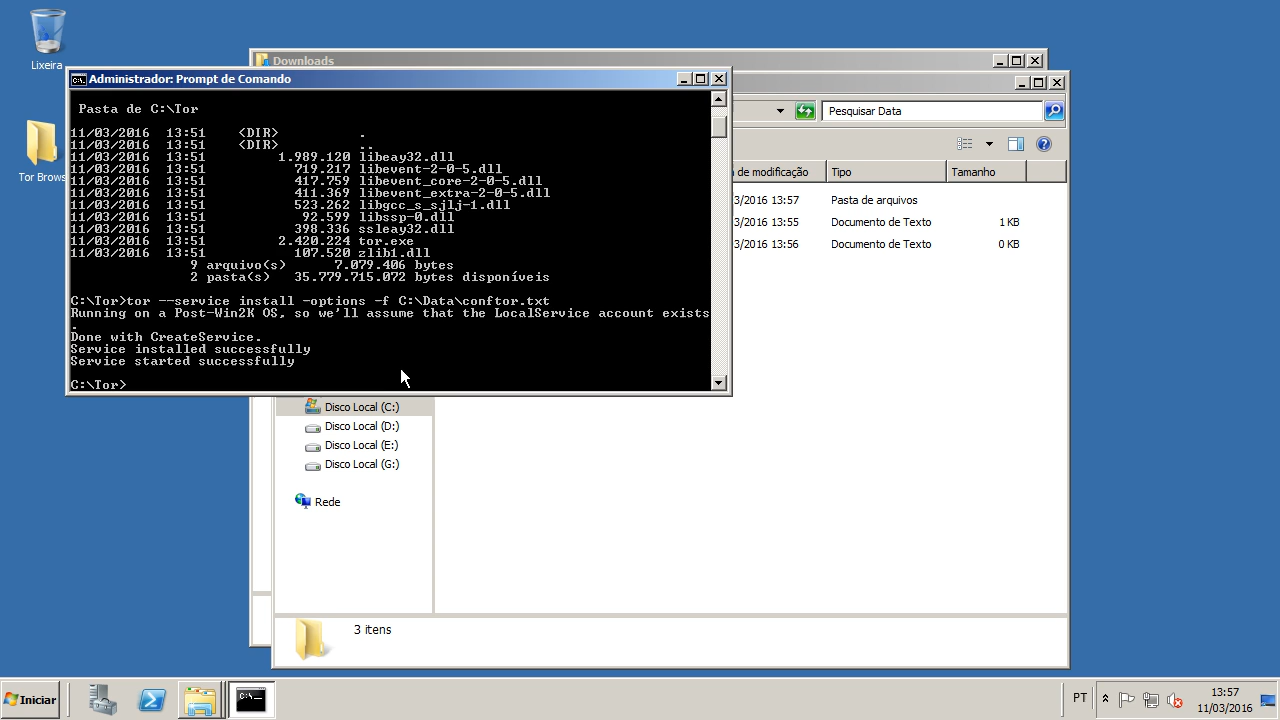 Lixeira
Tor Brows
Downloads
Administrador: Prompt de Comando
Pasta de C:\Tor
11/03/2016  13:51    <DIR>          .
11/03/2016  13:51    <DIR>          ..
11/03/2016  13:51         1.989.120 libeay32.dll
11/03/2016  13:51           719.217 libevent-2-0-5.dll
11/03/2016  13:51           417.759 libevent_core-2-0-5.dll
11/03/2016  13:51           411.369 libevent_extra-2-0-5.dll
11/03/2016  13:51           523.262 libgcc_s_sjlj-1.dll
11/03/2016  13:51            92.599 libssp-0.dll
11/03/2016  13:51           398.336 ssleay32.dll
11/03/2016  13:51         2.420.224 tor.exe
11/03/2016  13:51           107.520 zlib1.dll
9 arquivo(s)      7.079.406 bytes
2 pasta(s)   35.779.715.072 bytes disponíveis
C:\Tor>tor --service install -options -f C:\Data\conftor.txt
Running on a Post-Win2K OS, so we'll assume that the LocalService account exists
.
Done with CreateService.
Service installed successfully
Service started successfully
C:\Tor>
Pesquisar Data
de modificação Tipo Tamanho
3/2016 13:57 Pasta de arquivos
3/2016 13:55 Documento de Texto 1 KB
3/2016 13:56 Documento de Texto 0 KB
Disco Local (C:)
Disco Local (D:)
Disco Local (E:)
Disco Local (G:)
Rede
3 itens
Iniciar
PT
13:57
11/03/2016